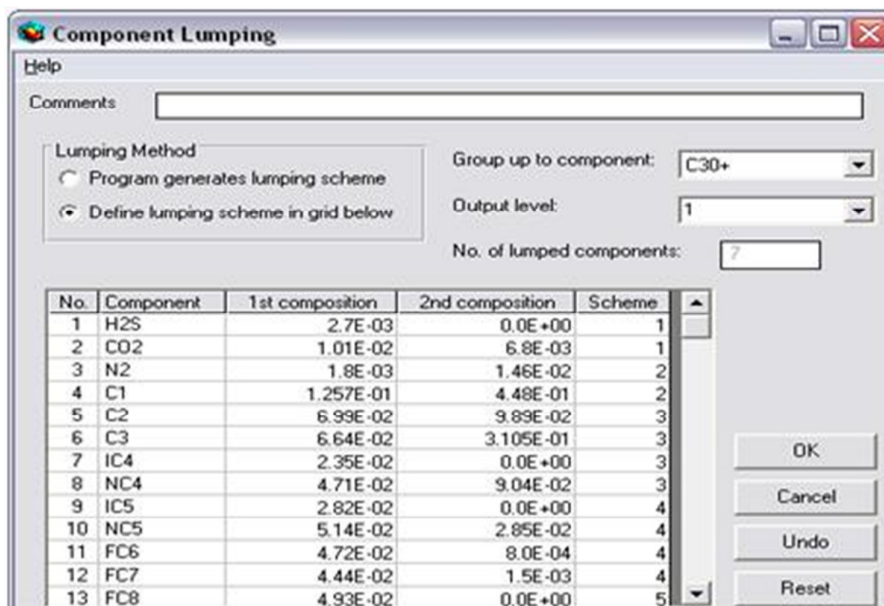 Component Lumping
Help
Comments
Lumping Method
Program generates lumping scheme
Define lumping scheme in grid below
Group up to component: C30+
Output level: 1
No. of lumped components: 7
No. Component 1st composition 2nd composition Scheme
1 H2S 2.7E-03 0.0E+00 1
2 CO2 1.01E-02 6.8E-03 1
3 N2 1.8E-03 1.46E-02 2
4 C1 1.257E-01 4.48E-01 2
5 C2 6.99E-02 9.89E-02 3
6 C3 6.64E-02 3.105E-01 3
7 IC4 2.35E-02 0.0E+00 3
8 NC4 4.71E-02 9.04E-02 3
9 IC5 2.82E-02 0.0E+00 4
10 NC5 5.14E-02 2.85E-02 4
11 FC6 4.72E-02 8.0E-04 4
12 FC7 4.44E-02 1.5E-03 4
13 FC8 4.93E-02 0.0E+00 5
OK
Cancel
Undo
Reset